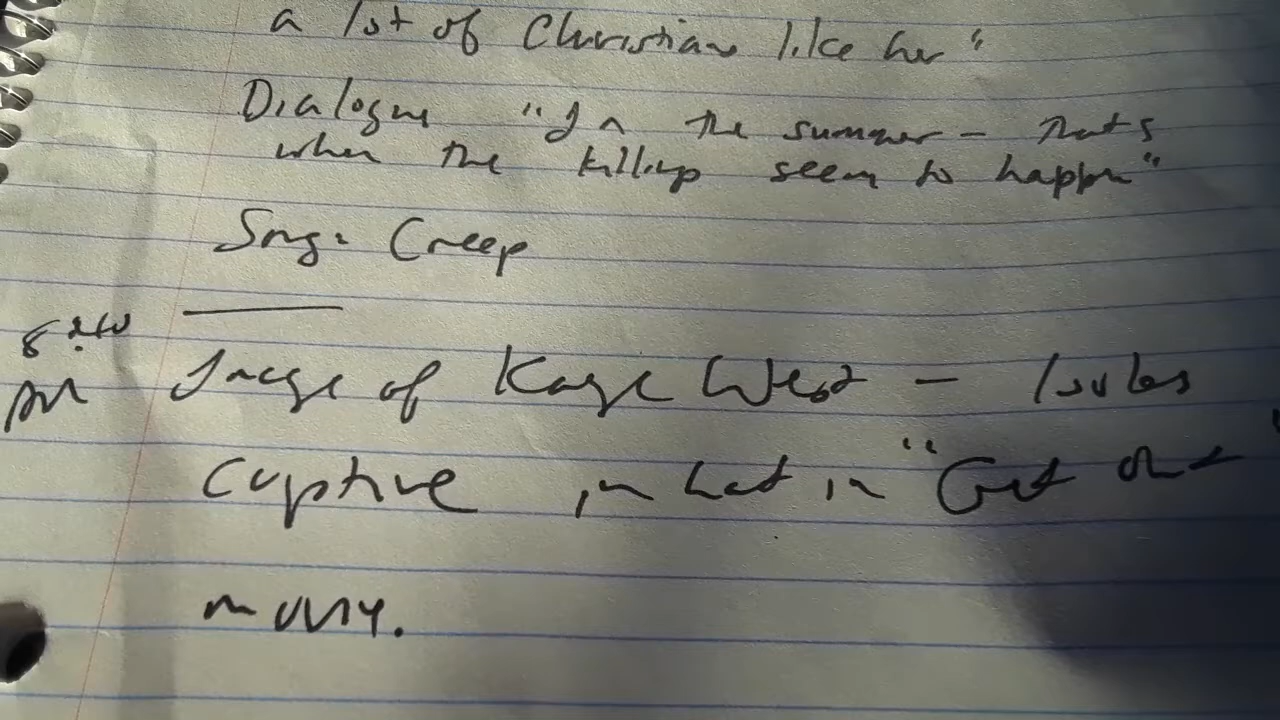 a lot of Christian like her"
Dialogue "In the summer - that's
when the killings seem to happen"
Song: Creep
Image of Kanye West - looks
captive in hat in "Get Out"
movie.